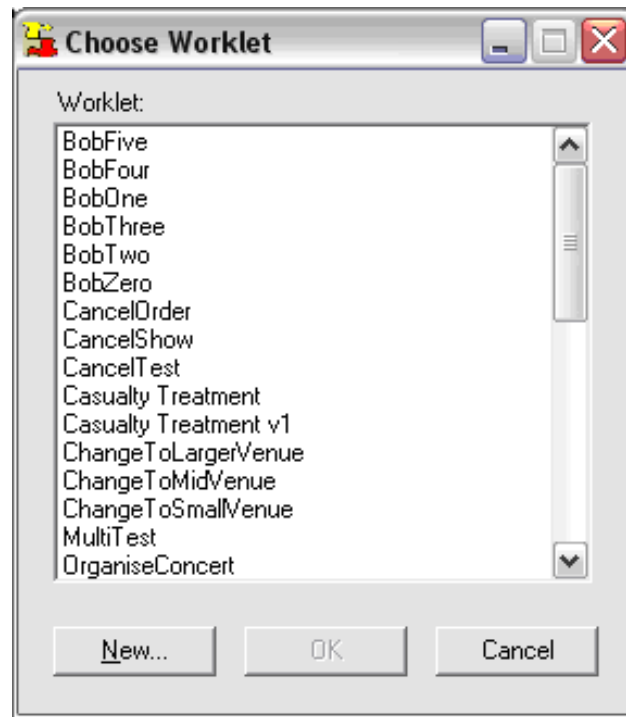 Choose Worklet
Worklet:
BobFive
BobFour
BobOne
BobThree
BobTwo
BobZero
CancelOrder
CancelShow
CancelTest
Casualty Treatment
Casualty Treatment v1
ChangeToLargerVenue
ChangeToMidVenue
ChangeToSmallVenue
MultiTest
OrganiseConcert
New... OK Cancel